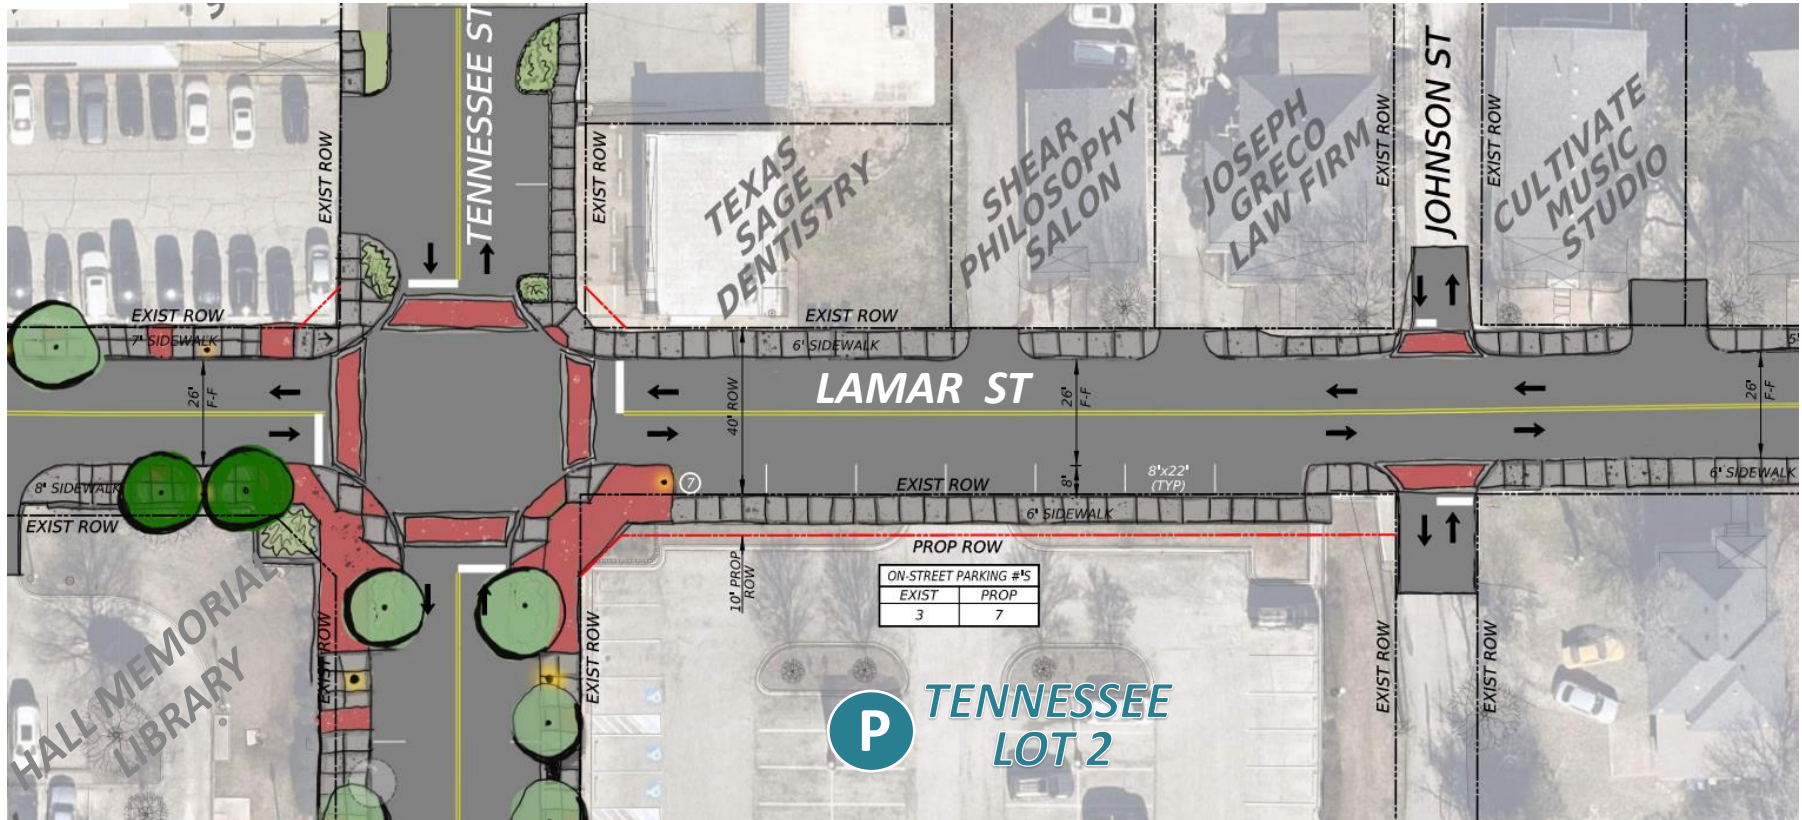 TENNESSEE ST
JOHNSON ST
EXIST ROW
EXIST ROW
EXIST ROW
EXIST ROW
TEXAS
SAGE
DENTISTRY
SHEAR
PHILOSOPHY
SALON
JOSEPH
GRECO
LAW FIRM
CULTIVATE
MUSIC
STUDIO
EXIST ROW
EXIST ROW
7' SIDEWALK
6' SIDEWALK
5'
26'
F-F
40' ROW
LAMAR ST
26'
F-F
26'
F-F
8'
7
8'x22'
(TYP)
8' SIDEWALK
EXIST ROW
6' SIDEWALK
EXIST ROW
6' SIDEWALK
PROP ROW
10' PROP
ROW
ON-STREET PARKING #'S
EXIST PROP
3 7
HALL MEMORIAL
LIBRARY
EXIST ROW
EXIST ROW
EXIST ROW
EXIST ROW
P
TENNESSEE
LOT 2